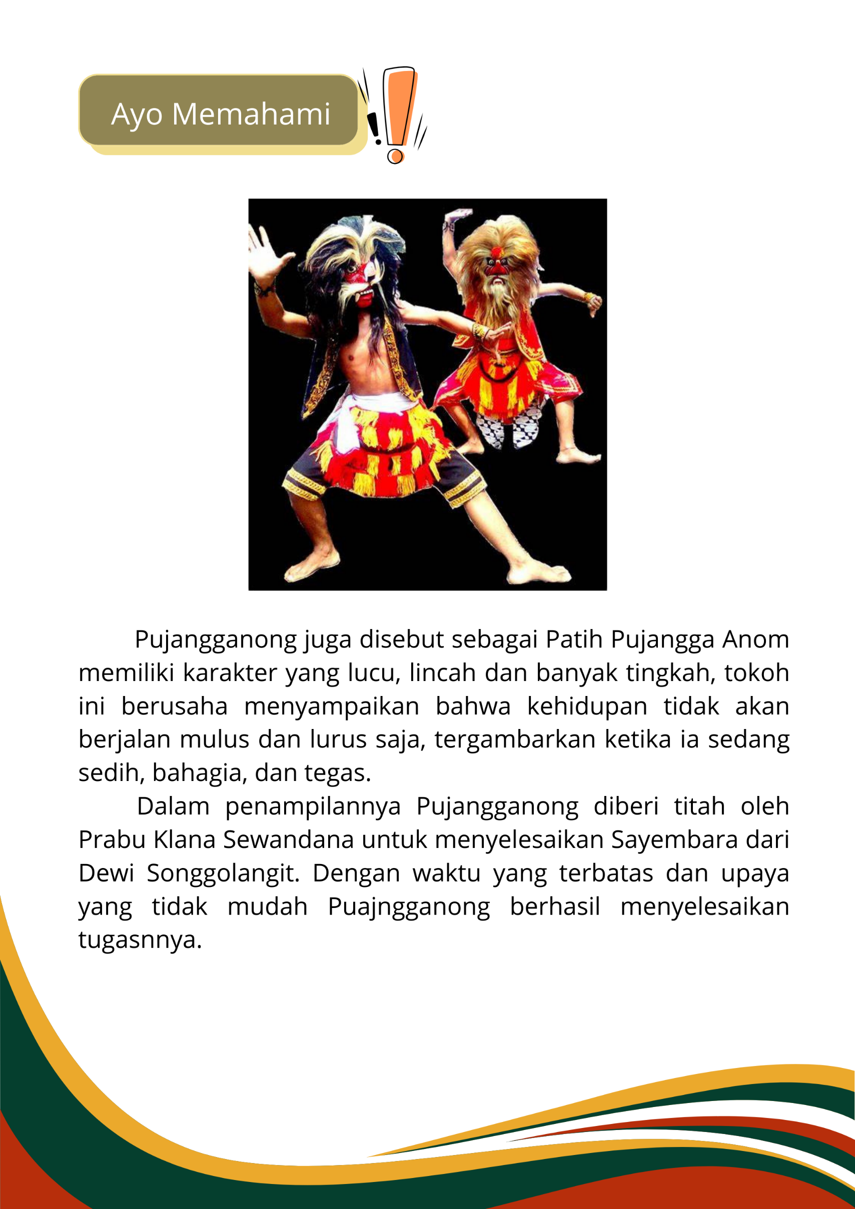 Ayo Memahami
Pujangganong juga disebut sebagai Patih Pujangga Anom
memiliki karakter yang lucu, lincah dan banyak tingkah, tokoh
ini berusaha menyampaikan bahwa kehidupan tidak akan
berjalan mulus dan lurus saja, tergambarkan ketika ia sedang
sedih, bahagia, dan tegas.
Dalam penampilannya Pujangganong diberi titah oleh
Prabu Klana Sewandana untuk menyelesaikan Sayembara dari
Dewi Songgolangit. Dengan waktu yang terbatas dan upaya
yang tidak mudah Puajngganong berhasil menyelesaikan
tugasnnya.